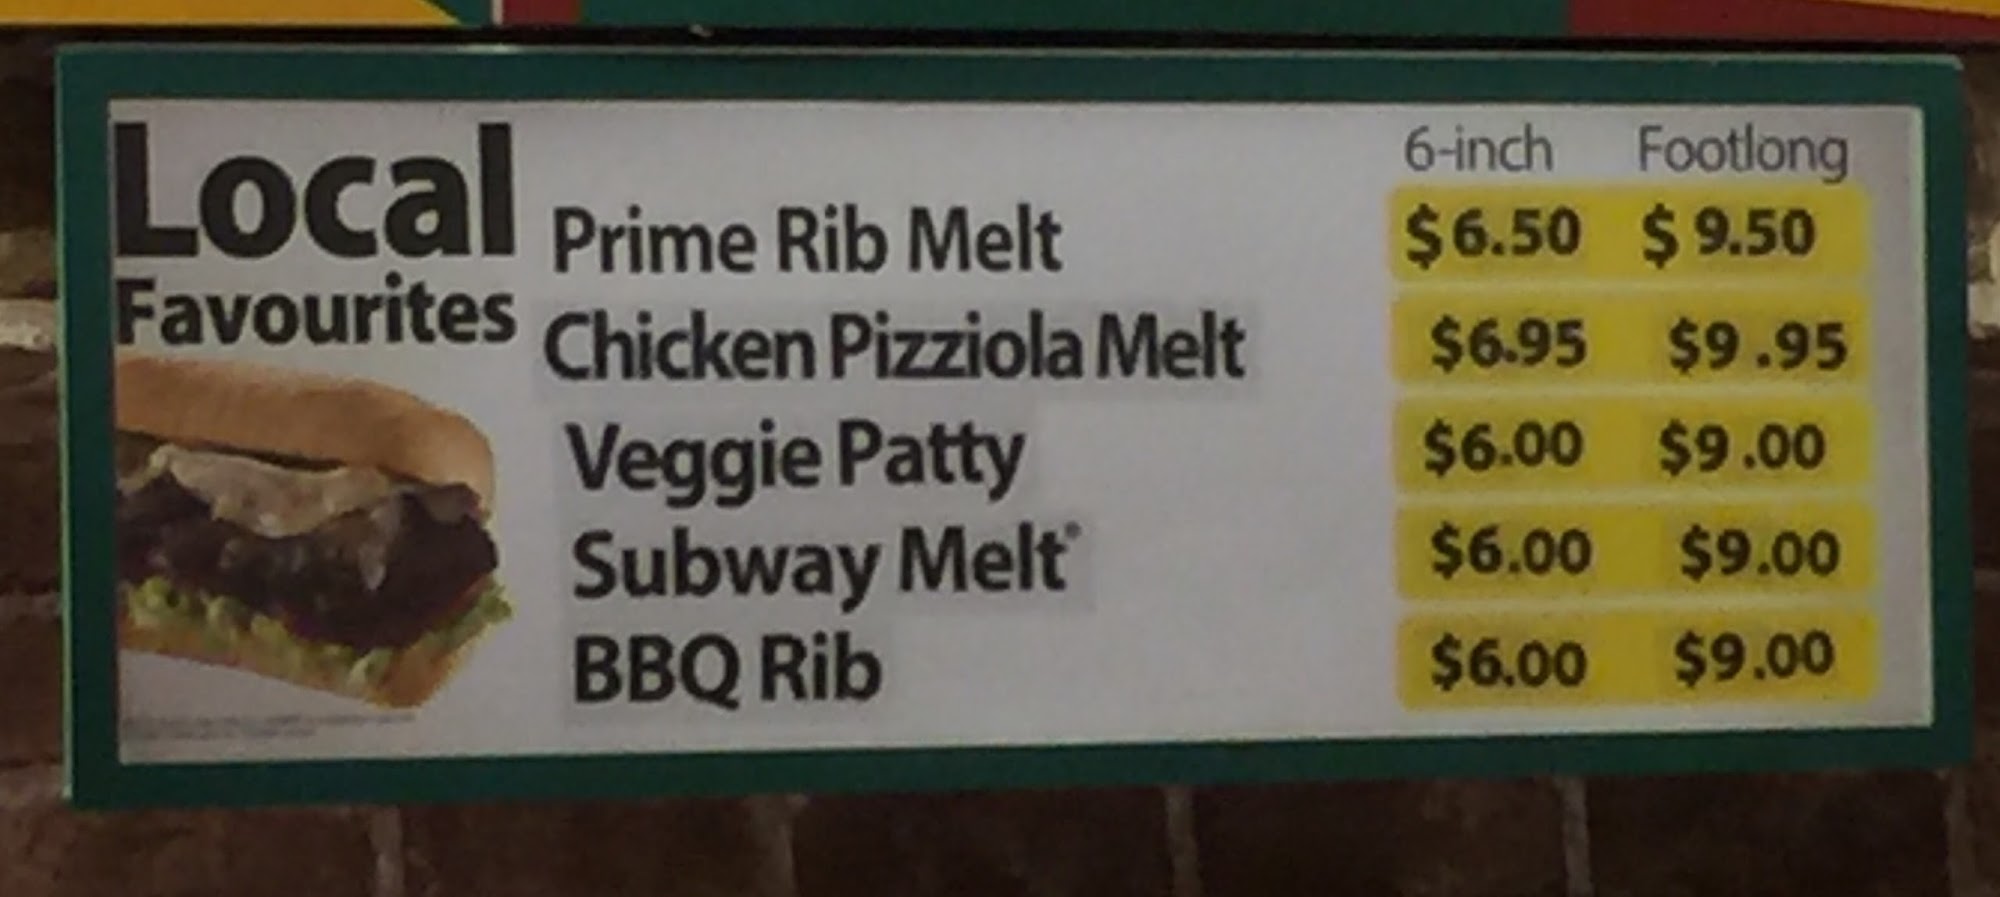 Local
Favourites
6-inch Footlong
Prime Rib Melt $6.50 $9.50
Chicken Pizziola Melt $6.95 $9.95
Veggie Patty $6.00 $9.00
Subway Melt® $6.00 $9.00
BBQ Rib $6.00 $9.00